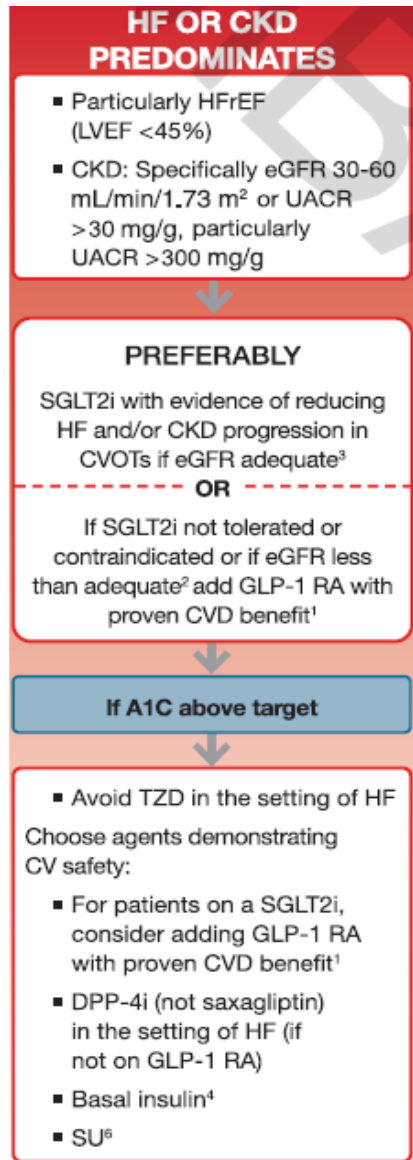 HF OR CKD
PREDOMINATES
▪ Particularly HFrEF
(LVEF <45%)
▪ CKD: Specifically eGFR 30-60
mL/min/1.73 m² or UACR
>30 mg/g, particularly
UACR >300 mg/g
PREFERABLY
SGLT2i with evidence of reducing
HF and/or CKD progression in
CVOTs if eGFR adequate³
OR
If SGLT2i not tolerated or
contraindicated or if eGFR less
than adequate² add GLP-1 RA with
proven CVD benefit¹
If A1C above target
▪ Avoid TZD in the setting of HF
Choose agents demonstrating
CV safety:
▪ For patients on a SGLT2i,
consider adding GLP-1 RA
with proven CVD benefit¹
▪ DPP-4i (not saxagliptin)
in the setting of HF (if
not on GLP-1 RA)
▪ Basal insulin⁴
▪ SU⁶